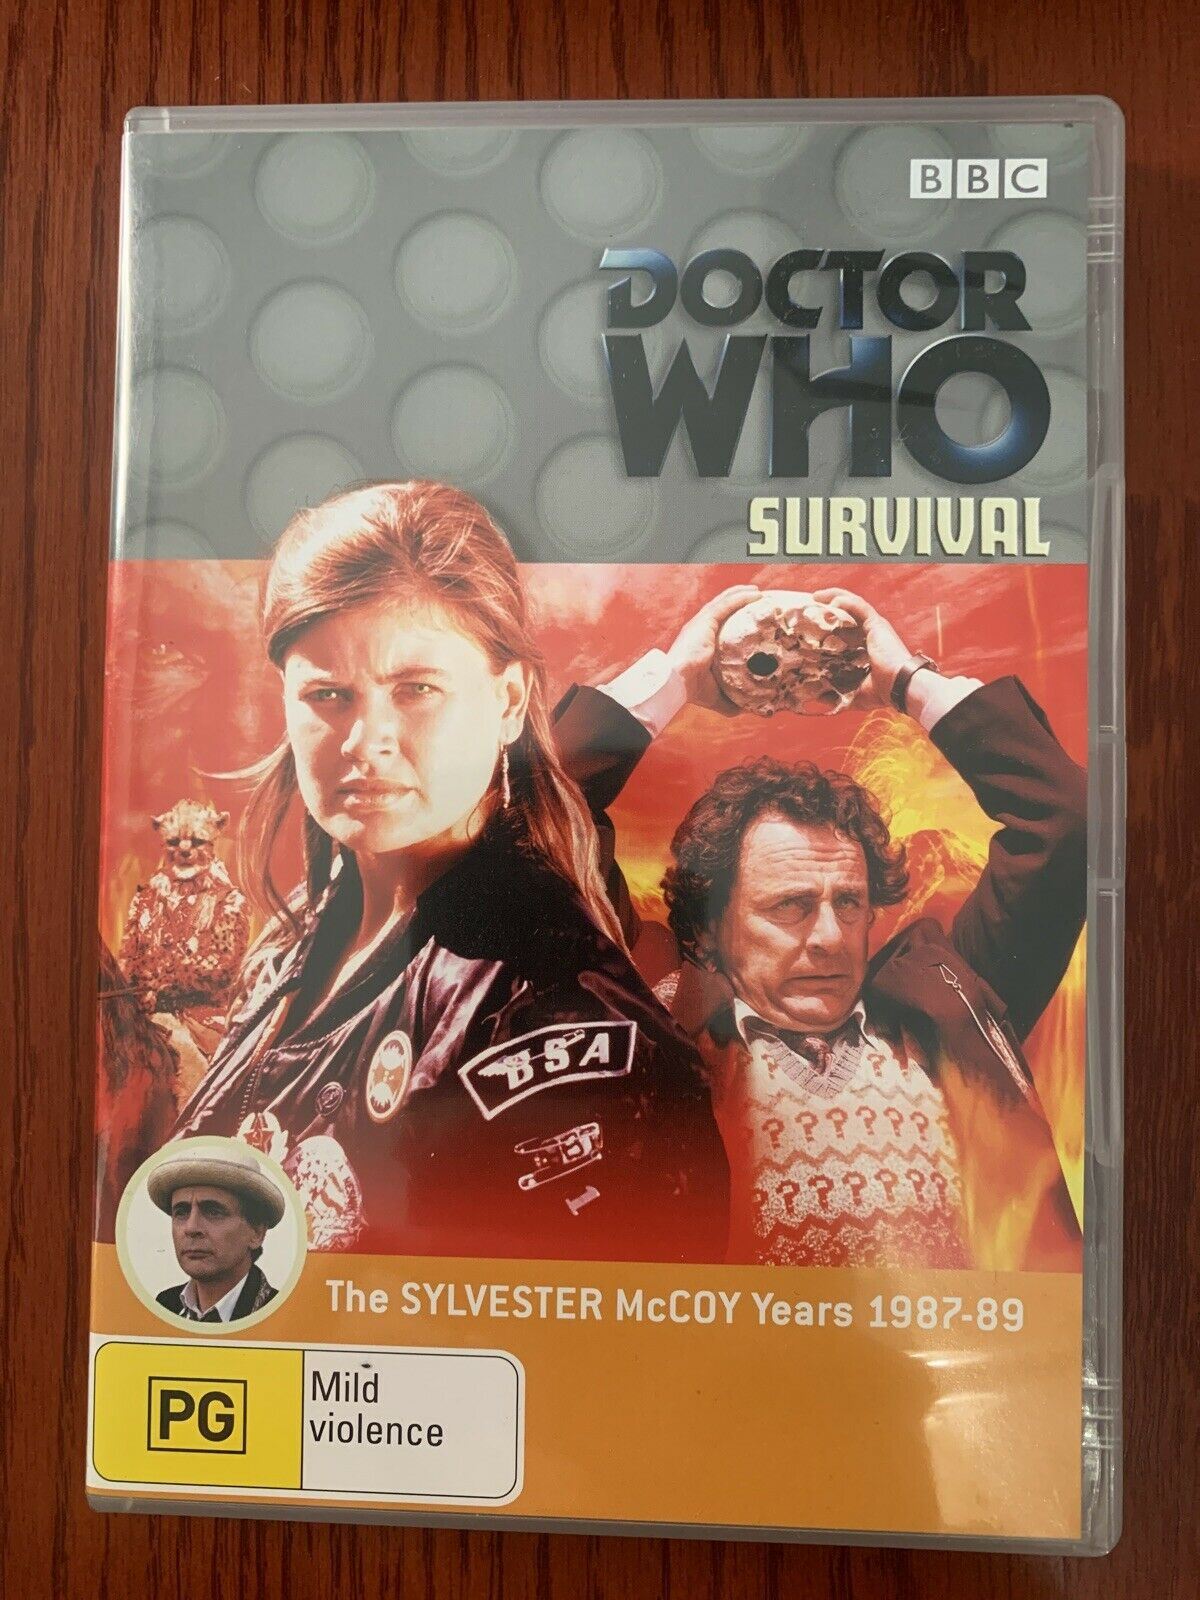 BBC
DOCTOR
WHO
SURVIVAL
BSA
The SYLVESTER McCOY Years 1987-89
PG
Mild
violence